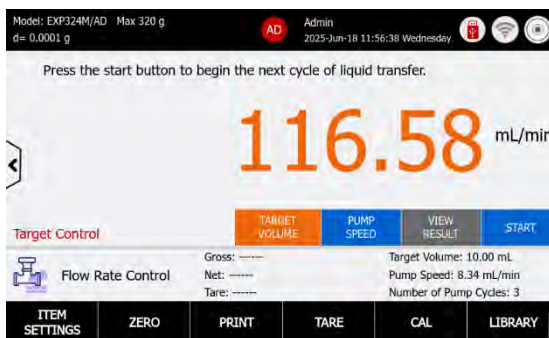 Model: EXP324M/AD Max 320 g
d= 0.0001 g
AD
Admin
2025-Jun-18 11:56:38 Wednesday
Press the start button to begin the next cycle of liquid transfer.
116.58 mL/min
Target Control
TARGET VOLUME
PUMP SPEED
VIEW RESULT
START
Flow Rate Control
Gross: ------
Net: ------
Tare: ------
Target Volume: 10.00 mL
Pump Speed: 8.34 mL/min
Number of Pump Cycles: 3
ITEM SETTINGS
ZERO
PRINT
TARE
CAL
LIBRARY